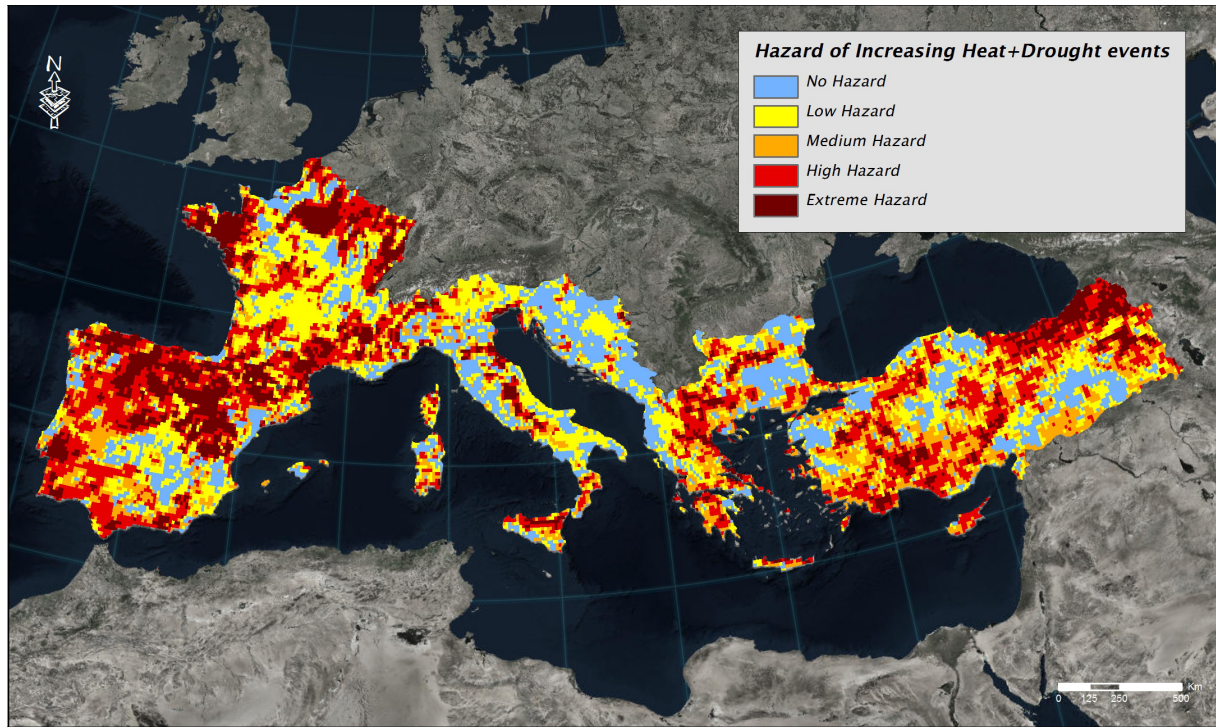 N
Hazard of Increasing Heat+Drought events
No Hazard
Low Hazard
Medium Hazard
High Hazard
Extreme Hazard
Km
0 125 250 500